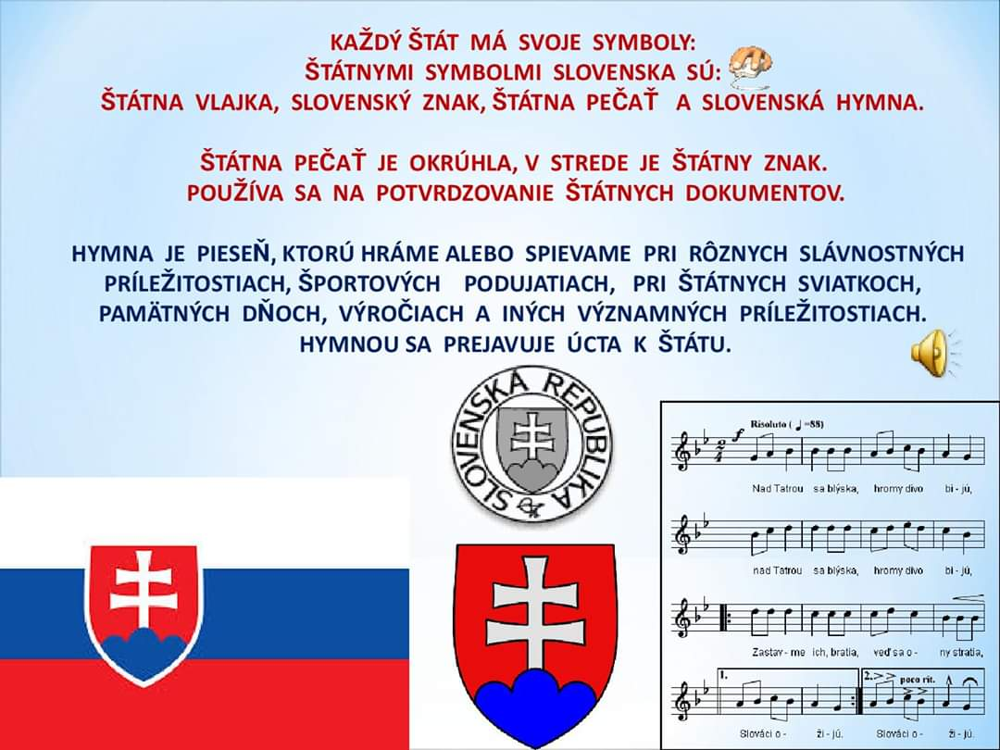 KAŽDÝ ŠTÁT MÁ SVOJE SYMBOLY:
ŠTÁTNYMI SYMBOLMI SLOVENSKA SÚ:
ŠTÁTNA VLAJKA, SLOVENSKÝ ZNAK, ŠTÁTNA PEČAŤ A SLOVENSKÁ HYMNA.
ŠTÁTNA PEČAŤ JE OKRÚHLA, V STREDE JE ŠTÁTNY ZNAK.
POUŽÍVA SA NA POTVRDZOVANIE ŠTÁTNYCH DOKUMENTOV.
HYMNA JE PIESEŇ, KTORÚ HRÁME ALEBO SPIEVAME PRI RÔZNYCH SLÁVNOSTNÝCH
PRÍLEŽITOSTIACH, ŠPORTOVÝCH PODUJATIACH, PRI ŠTÁTNYCH SVIATKOCH,
PAMÄTNÝCH DŇOCH, VÝROČIACH A INÝCH VÝZNAMNÝCH PRÍLEŽITOSTIACH.
HYMNOU SA PREJAVUJE ÚCTA K ŠTÁTU.
SLOVENSKÁ REPUBLIKA
Risoluto (♩=88)
f
2/4
Nad Tatrou sa blýska, hromy divo bi - jú,
nad Tatrou sa blýska, hromy divo bi - jú,
Zastav - me ich, bratia, veď sa o - ny stratia,
1. 2. > > poco rit.
Slováci o - ži - jú. Slováci o - ži - jú.